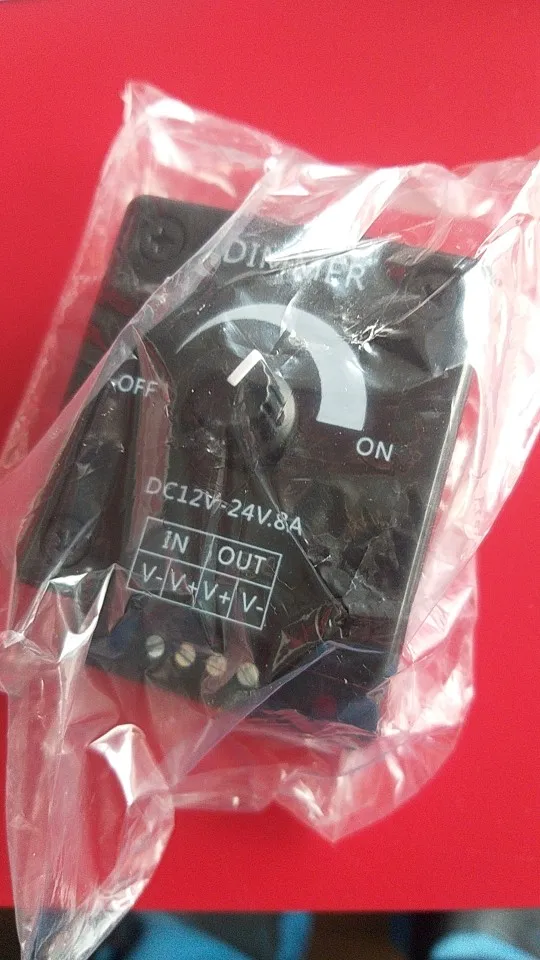 DIMMER
OFF
ON
DC12V-24V.8A
IN OUT
V- V+ V+ V-